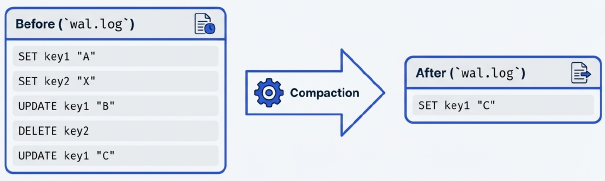 Before (`wal.log`)
SET key1 "A"
SET key2 "X"
UPDATE key1 "B"
DELETE key2
UPDATE key1 "C"
Compaction
After (`wal.log`)
SET key1 "C"